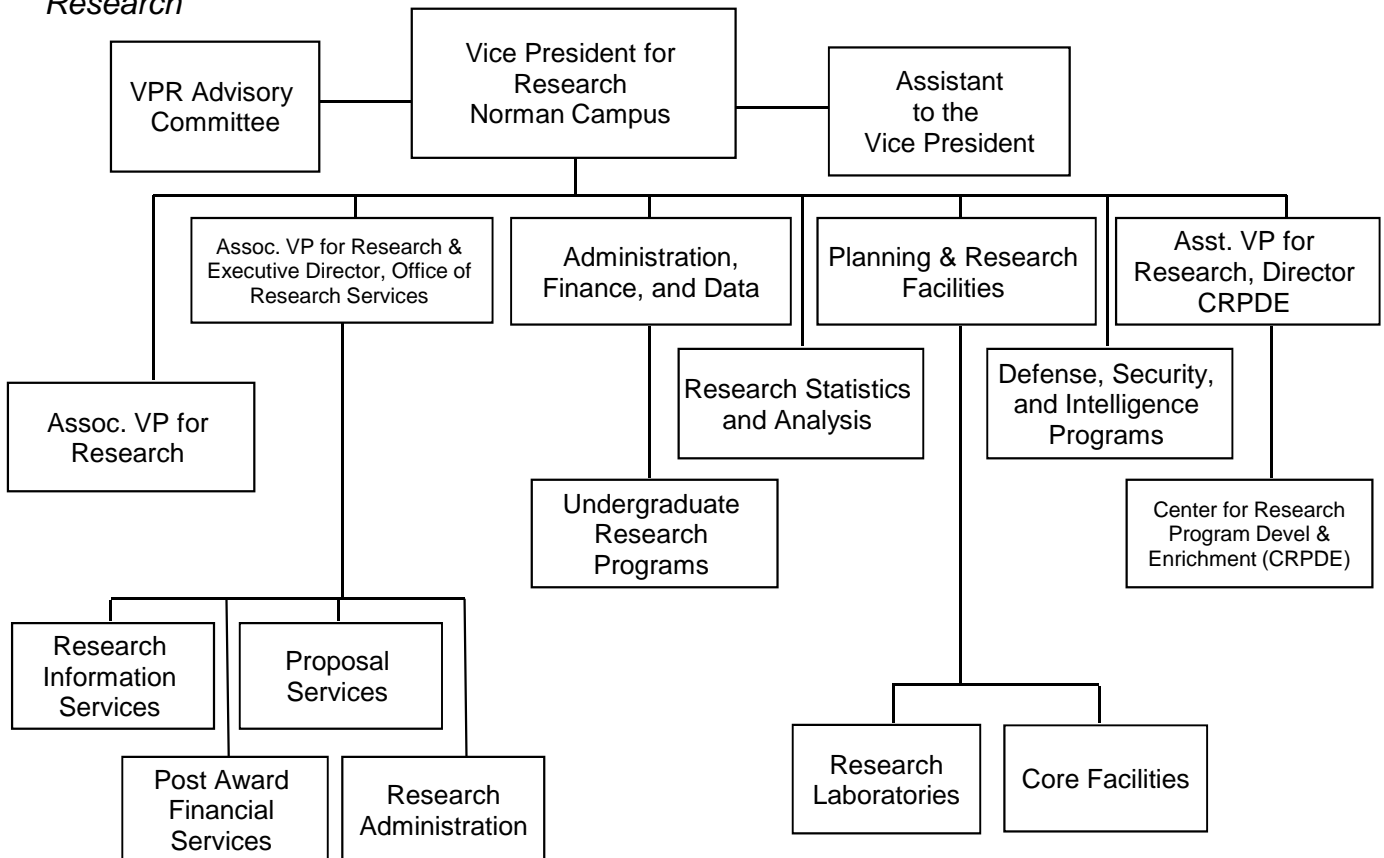 Research
Vice President for
Research
Norman Campus
VPR Advisory
Committee
Assistant
to the
Vice President
Assoc. VP for Research &
Executive Director, Office of
Research Services
Administration,
Finance, and Data
Planning & Research
Facilities
Asst. VP for
Research, Director
CRPDE
Assoc. VP for
Research
Research Statistics
and Analysis
Defense, Security,
and Intelligence
Programs
Undergraduate
Research
Programs
Center for Research
Program Devel &
Enrichment (CRPDE)
Research
Information
Services
Proposal
Services
Post Award
Financial
Services
Research
Administration
Research
Laboratories
Core Facilities